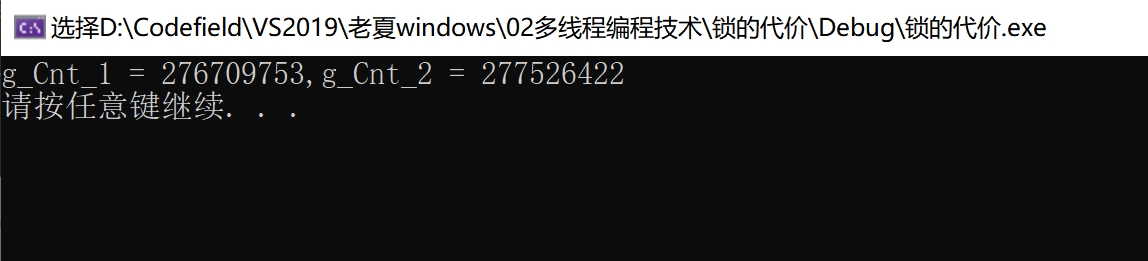 选择D:\Codefield\VS2019\老夏windows\02多线程编程技术\锁的代价\Debug\锁的代价.exe
g_Cnt_1 = 276709753,g_Cnt_2 = 277526422
请按任意键继续. . .